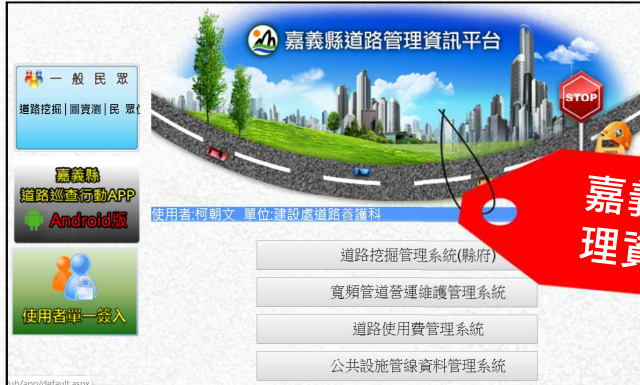 嘉義縣道路管理資訊平台
一般民眾
道路挖掘|圖資瀏|民 眾
STOP
嘉義縣
道路巡查行動APP
Android版
使用者:柯朝文 單位:建設處道路養護科
嘉義
理資
使用者單一簽入
道路挖掘管理系統(縣府)
寬頻管道營運維護管理系統
道路使用費管理系統
公共設施管線資料管理系統
ub/app/default.aspx